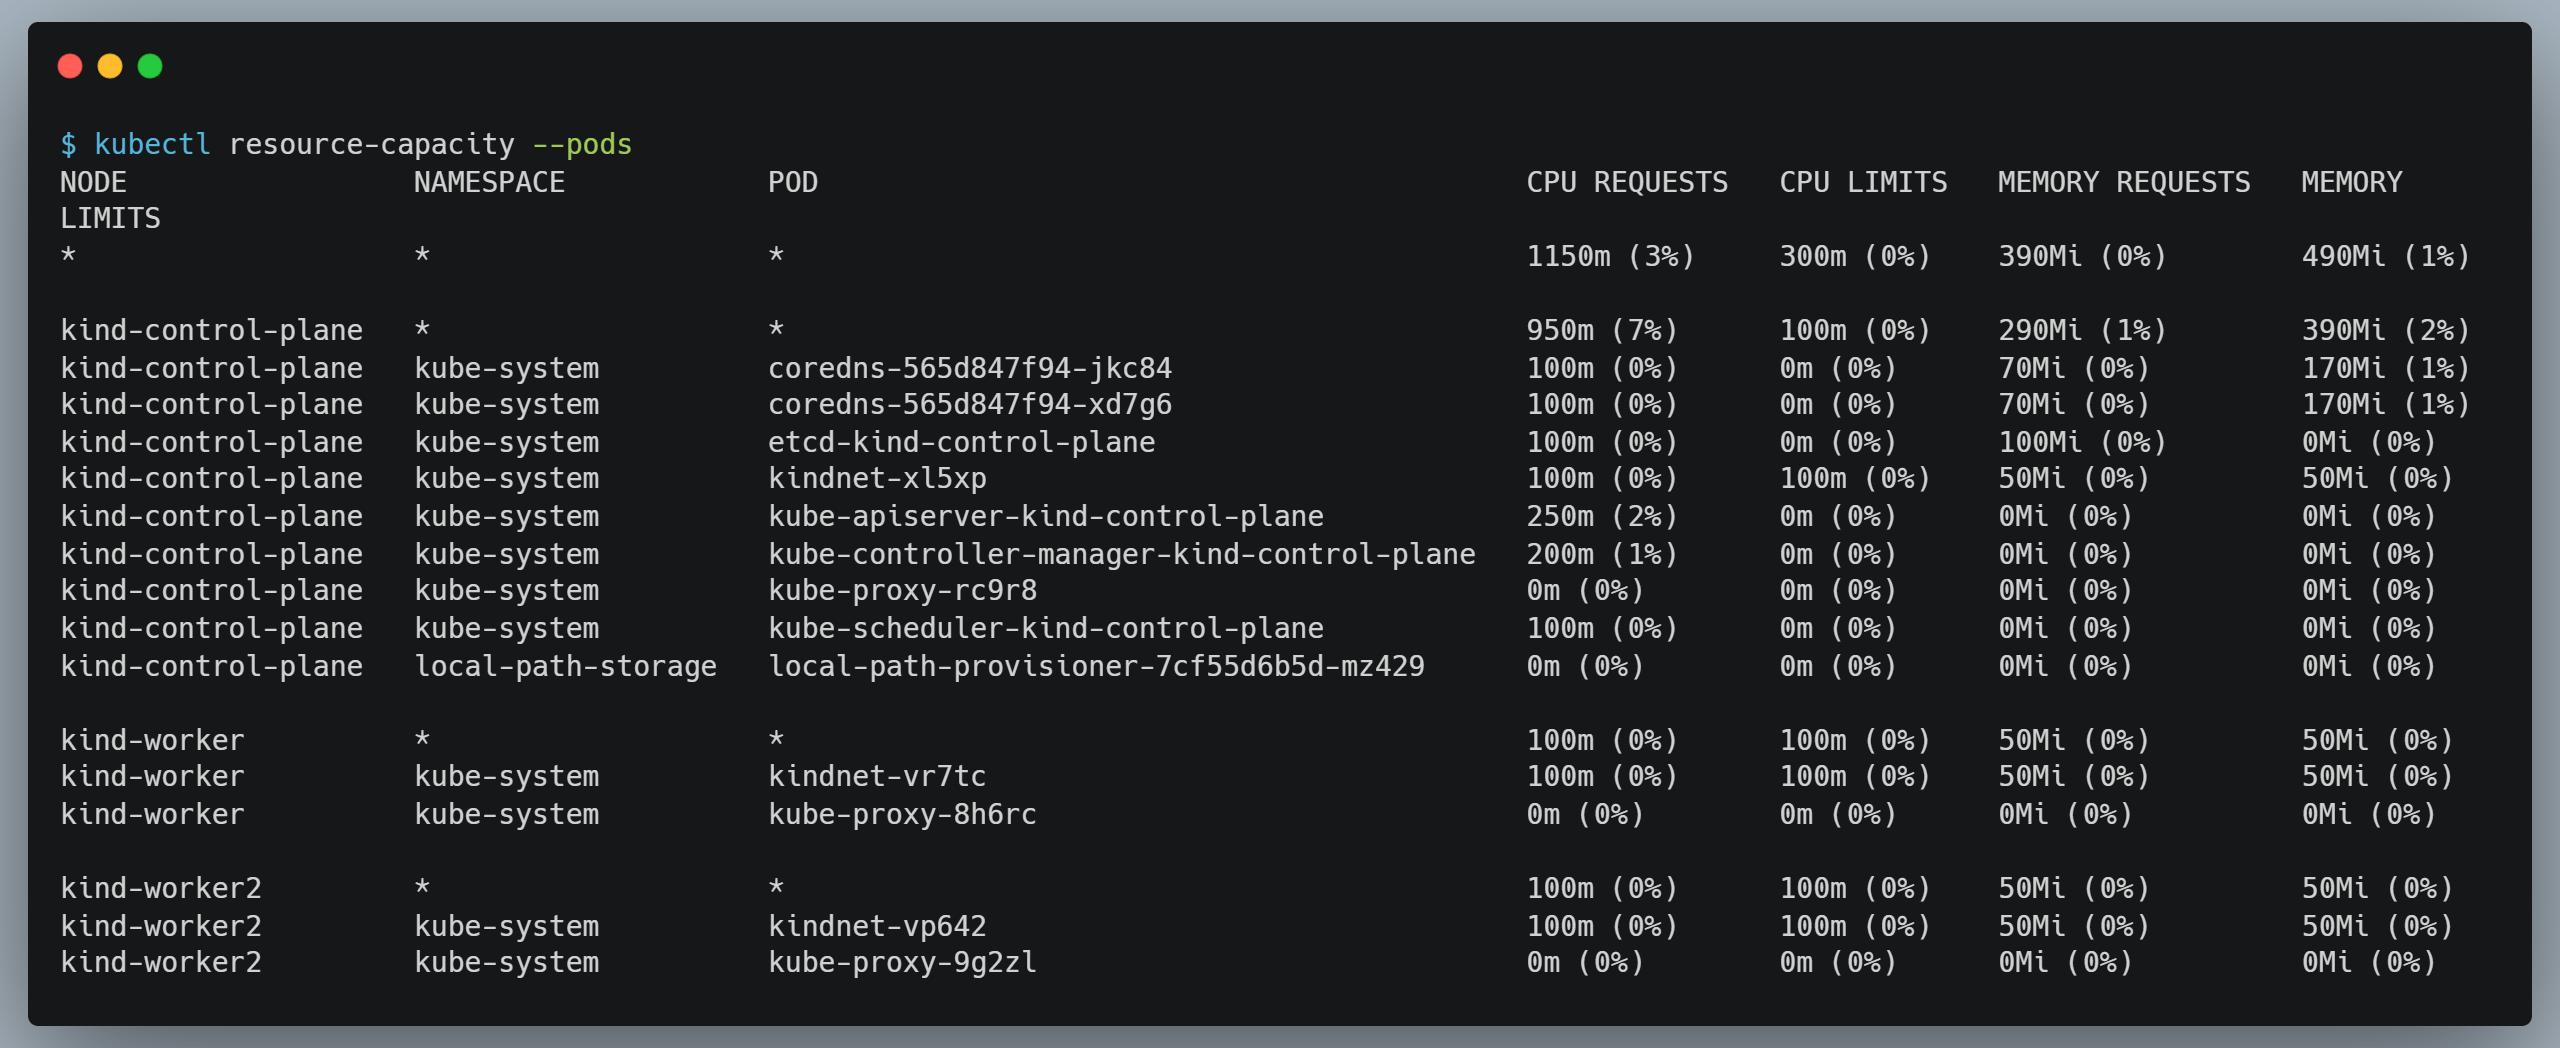 $ kubectl resource-capacity --pods
NODE NAMESPACE POD CPU REQUESTS CPU LIMITS MEMORY REQUESTS MEMORY
LIMITS
* * * 1150m (3%) 300m (0%) 390Mi (0%) 490Mi (1%)
kind-control-plane * * 950m (7%) 100m (0%) 290Mi (1%) 390Mi (2%)
kind-control-plane kube-system coredns-565d847f94-jkc84 100m (0%) 0m (0%) 70Mi (0%) 170Mi (1%)
kind-control-plane kube-system coredns-565d847f94-xd7g6 100m (0%) 0m (0%) 70Mi (0%) 170Mi (1%)
kind-control-plane kube-system etcd-kind-control-plane 100m (0%) 0m (0%) 100Mi (0%) 0Mi (0%)
kind-control-plane kube-system kindnet-xl5xp 100m (0%) 100m (0%) 50Mi (0%) 50Mi (0%)
kind-control-plane kube-system kube-apiserver-kind-control-plane 250m (2%) 0m (0%) 0Mi (0%) 0Mi (0%)
kind-control-plane kube-system kube-controller-manager-kind-control-plane 200m (1%) 0m (0%) 0Mi (0%) 0Mi (0%)
kind-control-plane kube-system kube-proxy-rc9r8 0m (0%) 0m (0%) 0Mi (0%) 0Mi (0%)
kind-control-plane kube-system kube-scheduler-kind-control-plane 100m (0%) 0m (0%) 0Mi (0%) 0Mi (0%)
kind-control-plane local-path-storage local-path-provisioner-7cf55d6b5d-mz429 0m (0%) 0m (0%) 0Mi (0%) 0Mi (0%)
kind-worker * * 100m (0%) 100m (0%) 50Mi (0%) 50Mi (0%)
kind-worker kube-system kindnet-vr7tc 100m (0%) 100m (0%) 50Mi (0%) 50Mi (0%)
kind-worker kube-system kube-proxy-8h6rc 0m (0%) 0m (0%) 0Mi (0%) 0Mi (0%)
kind-worker2 * * 100m (0%) 100m (0%) 50Mi (0%) 50Mi (0%)
kind-worker2 kube-system kindnet-vp642 100m (0%) 100m (0%) 50Mi (0%) 50Mi (0%)
kind-worker2 kube-system kube-proxy-9g2zl 0m (0%) 0m (0%) 0Mi (0%) 0Mi (0%)